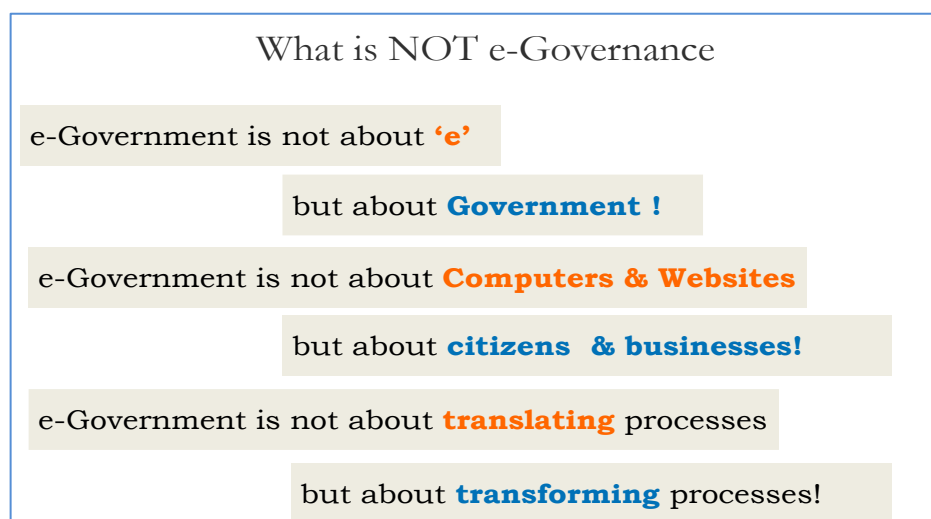 What is NOT e-Governance
e-Government is not about ‘e’
but about Government !
e-Government is not about Computers & Websites
but about citizens & businesses!
e-Government is not about translating processes
but about transforming processes!